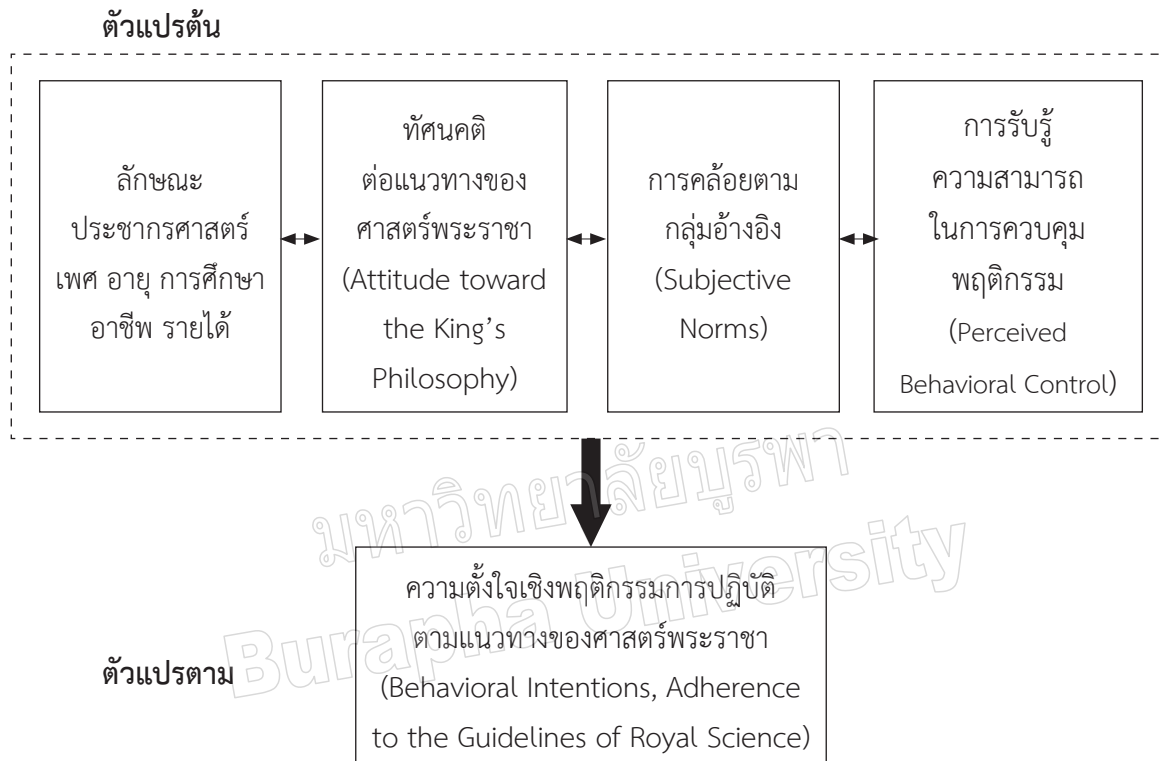 ตัวแปรต้น
ลักษณะ
ประชากรศาสตร์
เพศ อายุ การศึกษา
อาชีพ รายได้
ทัศนคติ
ต่อแนวทางของ
ศาสตร์พระราชา
(Attitude toward
the King’s
Philosophy)
การคล้อยตาม
กลุ่มอ้างอิง
(Subjective
Norms)
การรับรู้
ความสามารถ
ในการควบคุม
พฤติกรรม
(Perceived
Behavioral Control)
มหาวิทยาลัยบูรพา
Burapha University
ความตั้งใจเชิงพฤติกรรมการปฏิบัติ
ตามแนวทางของศาสตร์พระราชา
(Behavioral Intentions, Adherence
to the Guidelines of Royal Science)
ตัวแปรตาม